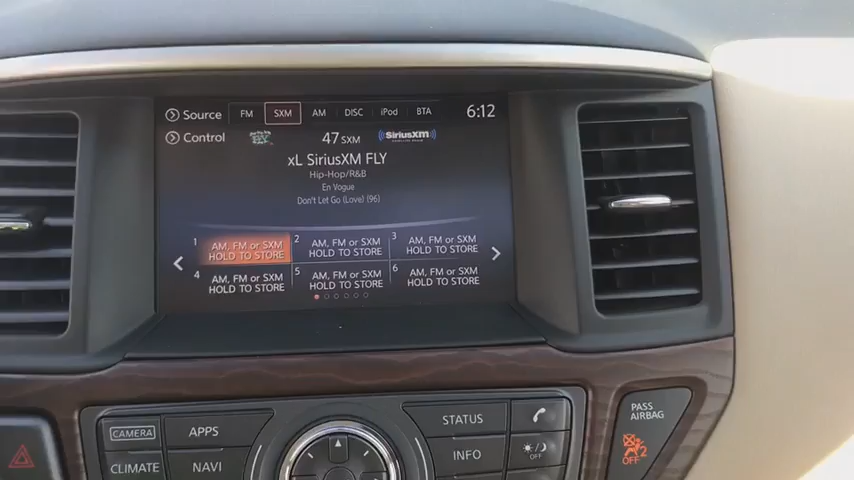 Source FM SXM AM DISC iPod BTA 6:12
Control 47 SXM SiriusXM
xL SiriusXM FLY
Hip-Hop/R&B
En Vogue
Don't Let Go (Love) (96)
1 AM, FM or SXM HOLD TO STORE
2 AM, FM or SXM HOLD TO STORE
3 AM, FM or SXM HOLD TO STORE
4 AM, FM or SXM HOLD TO STORE
5 AM, FM or SXM HOLD TO STORE
6 AM, FM or SXM HOLD TO STORE
CAMERA APPS STATUS
CLIMATE NAVI INFO OFF
PASS
AIRBAG
2
OFF